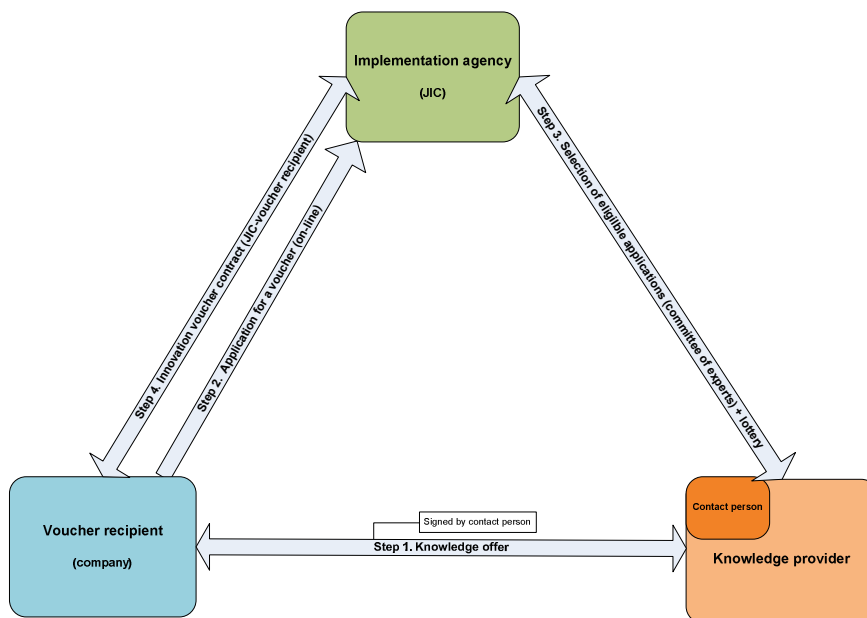 Implementation agency
(JIC)
Step 4. Innovation voucher contract (JIC-voucher recipient)
Step 2. Application for a voucher (on-line)
Step 3. Selection of eligilble applications (committee of experts) + lottery
Voucher recipient
(company)
Signed by contact person
Step 1. Knowledge offer
Contact person
Knowledge provider